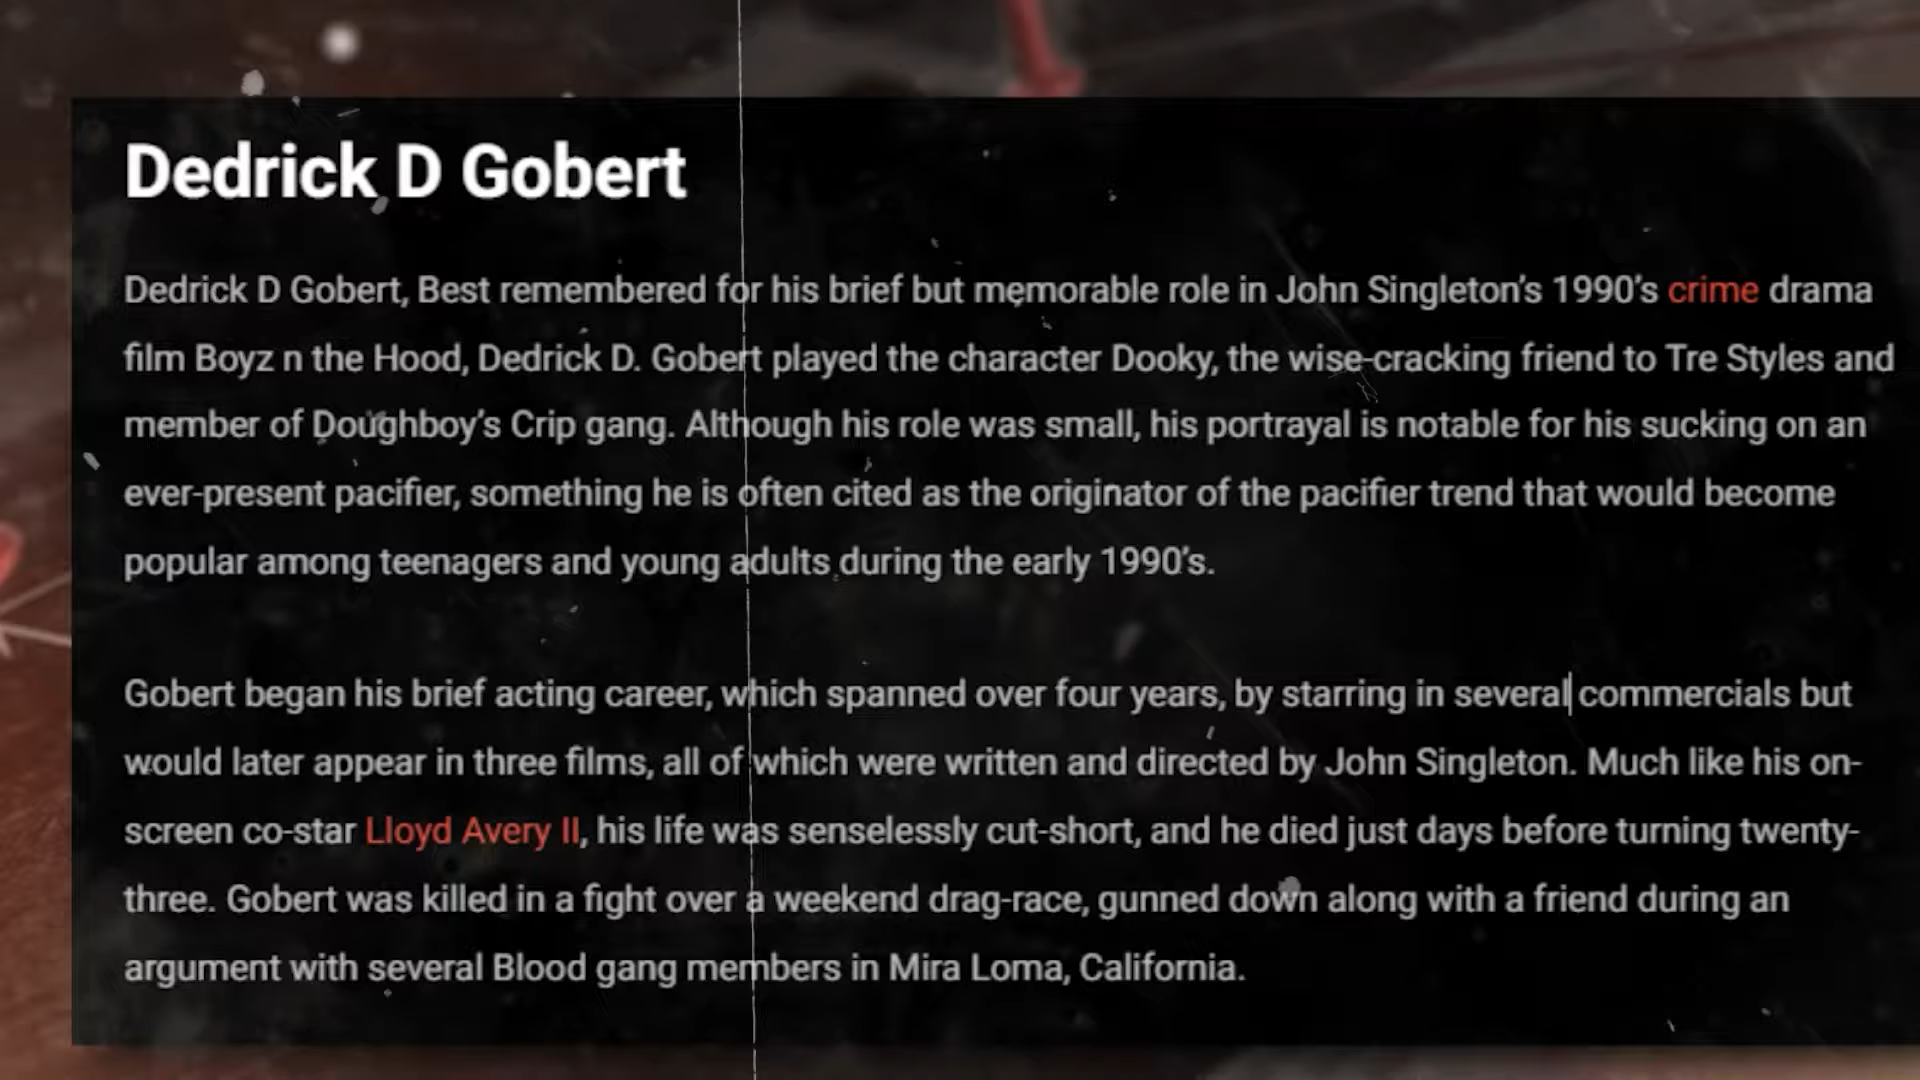 Dedrick D Gobert
Dedrick D Gobert, Best remembered for his brief but memorable role in John Singleton’s 1990’s crime drama
film Boyz n the Hood, Dedrick D. Gobert played the character Dooky, the wise-cracking friend to Tre Styles and
member of Doughboy’s Crip gang. Although his role was small, his portrayal is notable for his sucking on an
ever-present pacifier, something he is often cited as the originator of the pacifier trend that would become
popular among teenagers and young adults during the early 1990’s.
Gobert began his brief acting career, which spanned over four years, by starring in several commercials but
would later appear in three films, all of which were written and directed by John Singleton. Much like his on-
screen co-star Lloyd Avery II, his life was senselessly cut-short, and he died just days before turning twenty-
three. Gobert was killed in a fight over a weekend drag-race, gunned down along with a friend during an
argument with several Blood gang members in Mira Loma, California.